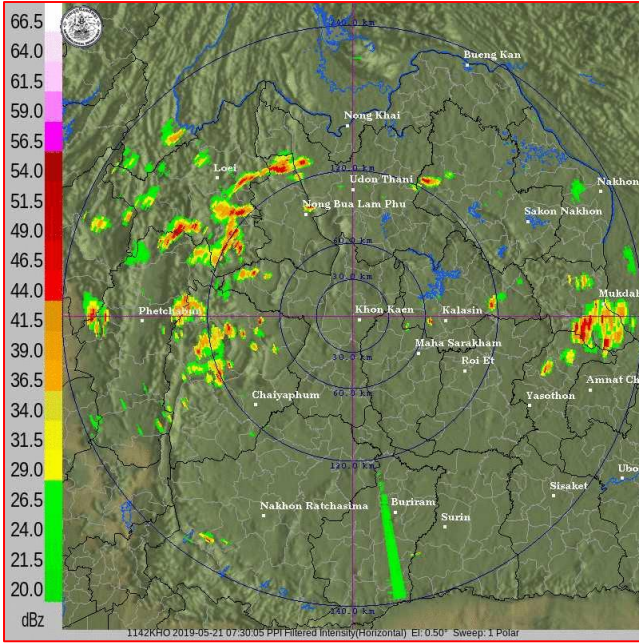 66.5
64.0
61.5
59.0
56.5
54.0
51.5
49.0
46.5
44.0
41.5
39.0
36.5
34.0
31.5
29.0
26.5
24.0
21.5
20.0
dBz
240.0 km
Bueng Kan
Nong Khai
Loei
120.0 km
Udon Thani
Nakhon
Nong Bua Lam Phu
Sakon Nakhon
60.0 km
30.0 km
Mukdah
Phetchabun
Khon Kaen
Kalasin
Maha Sarakham
30.0 km
Roi Et
60.0 km
Chaiyaphum
Yasothon
Amnat Ch
120.0 km
Ubo
Sisaket
Nakhon Ratchasima
Buriram
Surin
240.0 km
1142KHO 2019-05-21 07:30:05 PPI Filtered Intensity(Horizontal) El: 0.50° Sweep: 1 Polar